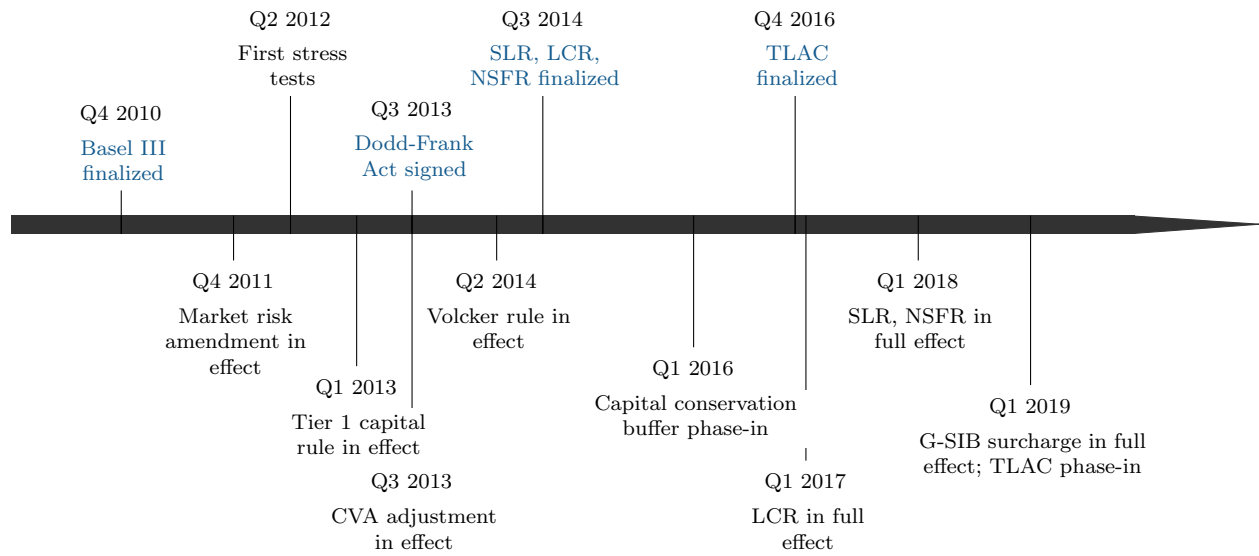 Q4 2010
Basel III
finalized
Q2 2012
First stress
tests
Q3 2013
Dodd-Frank
Act signed
Q3 2014
SLR, LCR,
NSFR finalized
Q4 2016
TLAC
finalized
Q4 2011
Market risk
amendment in
effect
Q1 2013
Tier 1 capital
rule in effect
Q3 2013
CVA adjustment
in effect
Q2 2014
Volcker rule in
effect
Q1 2016
Capital conservation
buffer phase-in
Q1 2017
LCR in full
effect
Q1 2018
SLR, NSFR in
full effect
Q1 2019
G-SIB surcharge in full
effect; TLAC phase-in